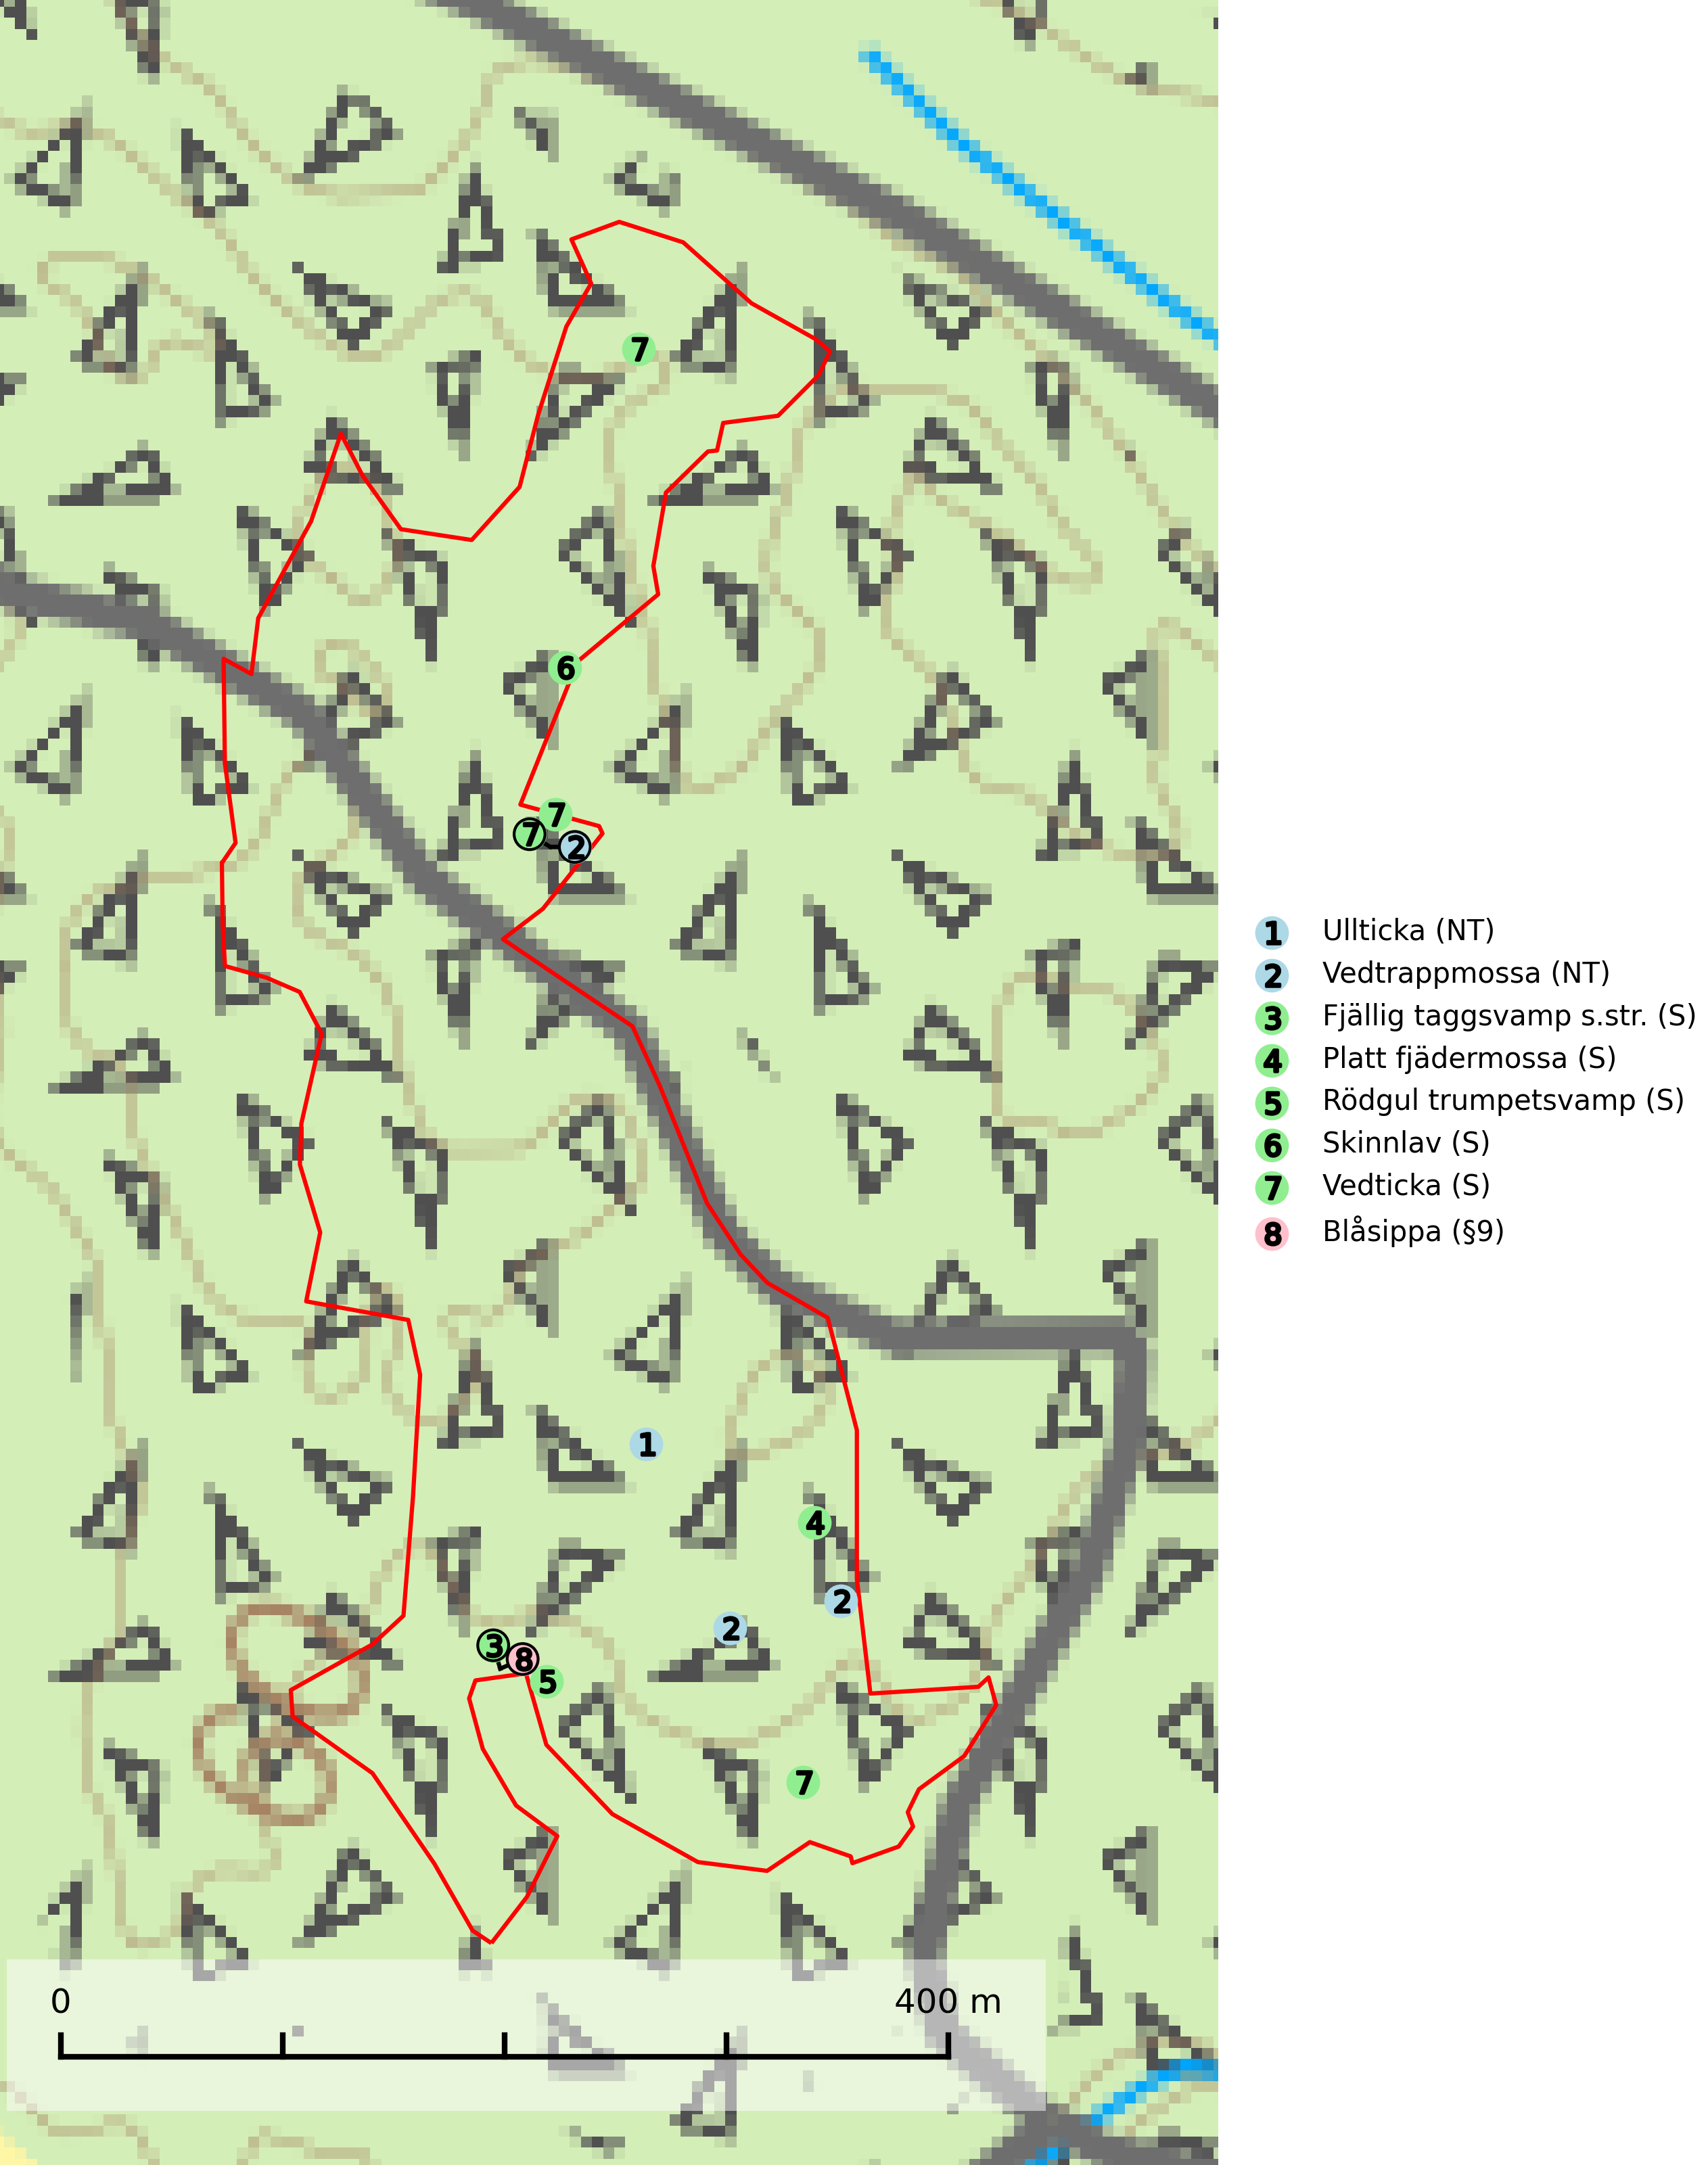 7
6
7
7
2
1
4
2
2
3
8
5
7
1 Ullticka (NT)
2 Vedtrappmossa (NT)
3 Fjällig taggsvamp s.str. (S)
4 Platt fjädermossa (S)
5 Rödgul trumpetsvamp (S)
6 Skinnlav (S)
7 Vedticka (S)
8 Blåsippa (§9)
0 400 m